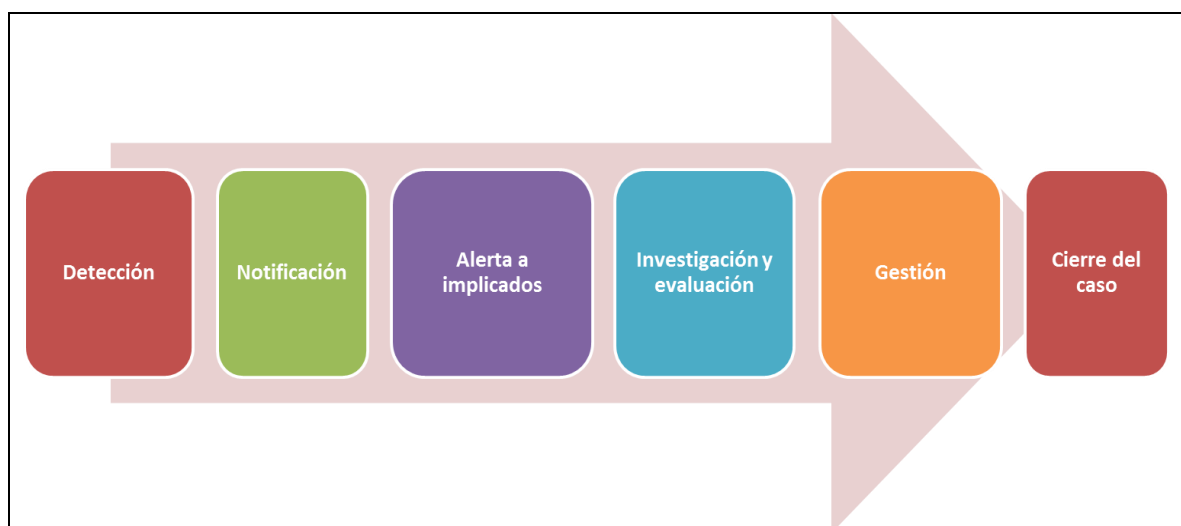 Detección
Notificación
Alerta a
implicados
Investigación y
evaluación
Gestión
Cierre del
caso